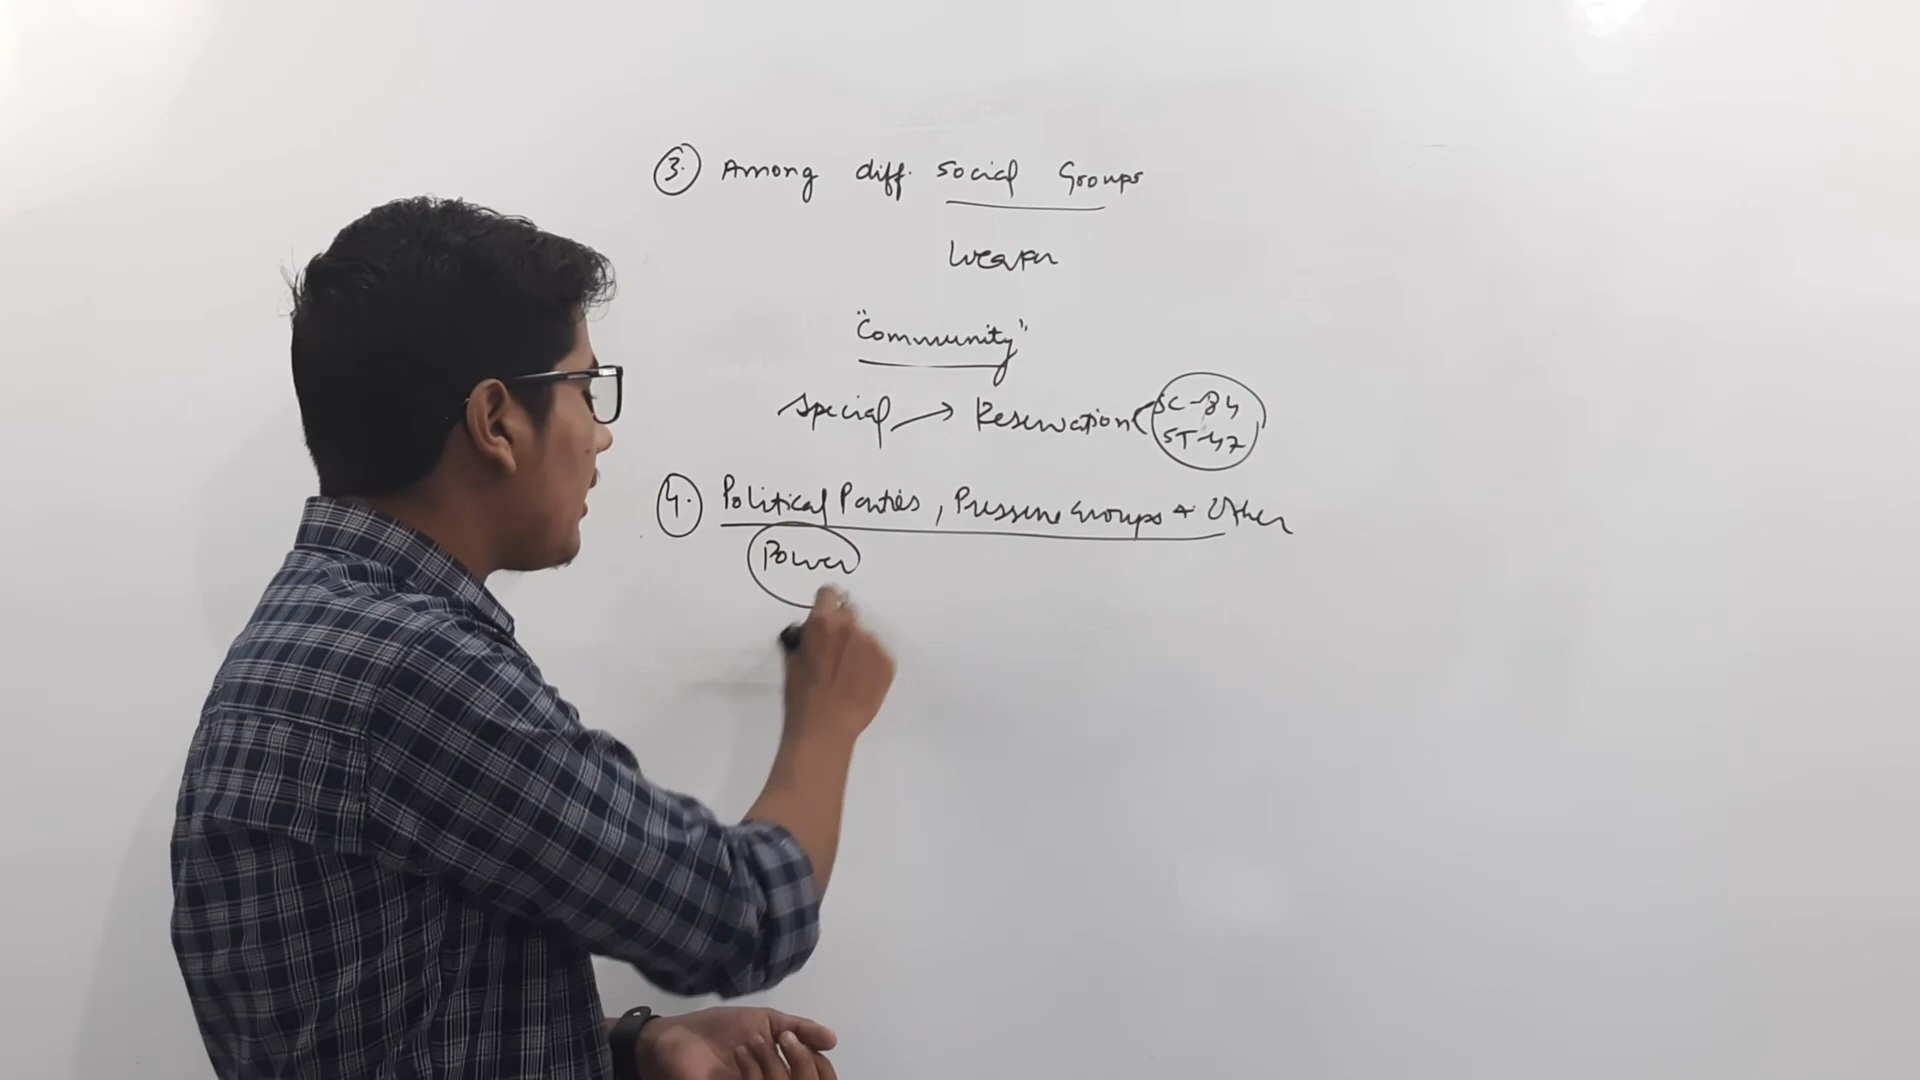 3. Among diff. Social Groups
Weaker
"Community"
Special → Reservation SC-84
ST-47
4. Political Parties, Pressure Groups + Other
Power